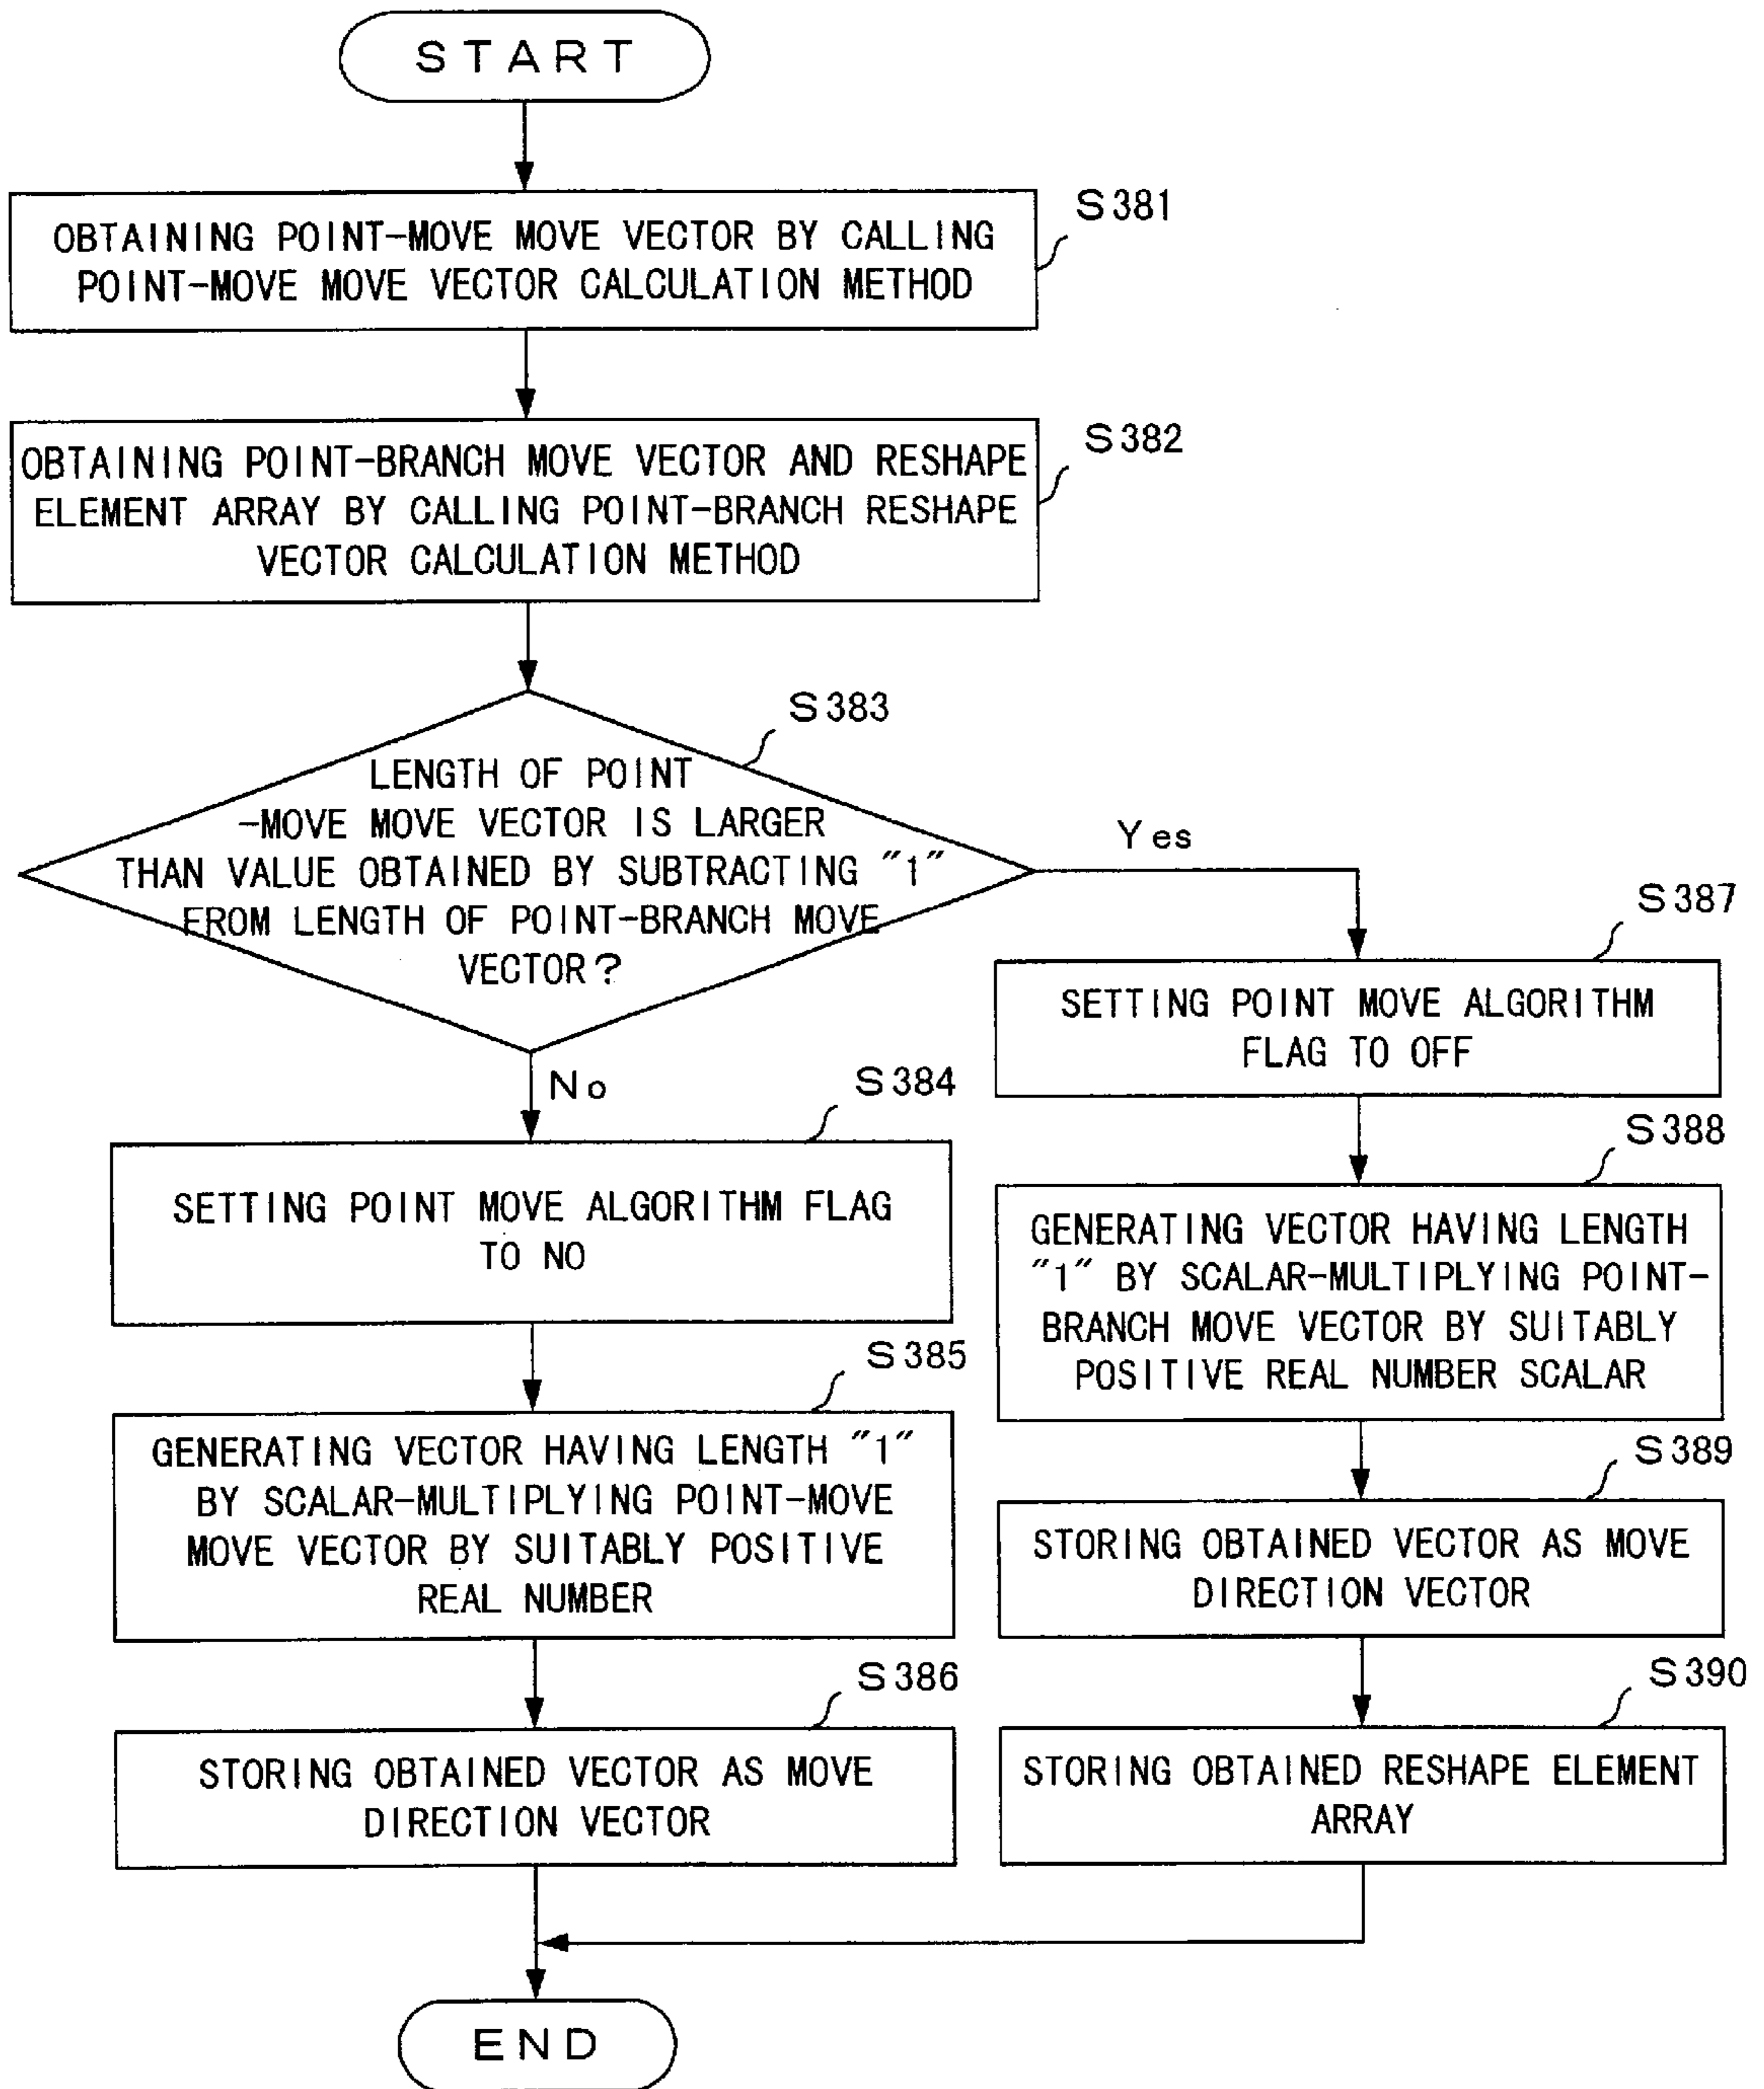 START
S381
OBTAINING POINT-MOVE MOVE VECTOR BY CALLING
POINT-MOVE MOVE VECTOR CALCULATION METHOD
S382
OBTAINING POINT-BRANCH MOVE VECTOR AND RESHAPE
ELEMENT ARRAY BY CALLING POINT-BRANCH RESHAPE
VECTOR CALCULATION METHOD
S383
LENGTH OF POINT
-MOVE MOVE VECTOR IS LARGER
THAN VALUE OBTAINED BY SUBTRACTING "1"
FROM LENGTH OF POINT-BRANCH MOVE
VECTOR?
Yes
No
S384
SETTING POINT MOVE ALGORITHM FLAG
TO NO
S385
GENERATING VECTOR HAVING LENGTH "1"
BY SCALAR-MULTIPLYING POINT-MOVE
MOVE VECTOR BY SUITABLY POSITIVE
REAL NUMBER
S386
STORING OBTAINED VECTOR AS MOVE
DIRECTION VECTOR
S387
SETTING POINT MOVE ALGORITHM
FLAG TO OFF
S388
GENERATING VECTOR HAVING LENGTH
"1" BY SCALAR-MULTIPLYING POINT-
BRANCH MOVE VECTOR BY SUITABLY
POSITIVE REAL NUMBER SCALAR
S389
STORING OBTAINED VECTOR AS MOVE
DIRECTION VECTOR
S390
STORING OBTAINED RESHAPE ELEMENT
ARRAY
END